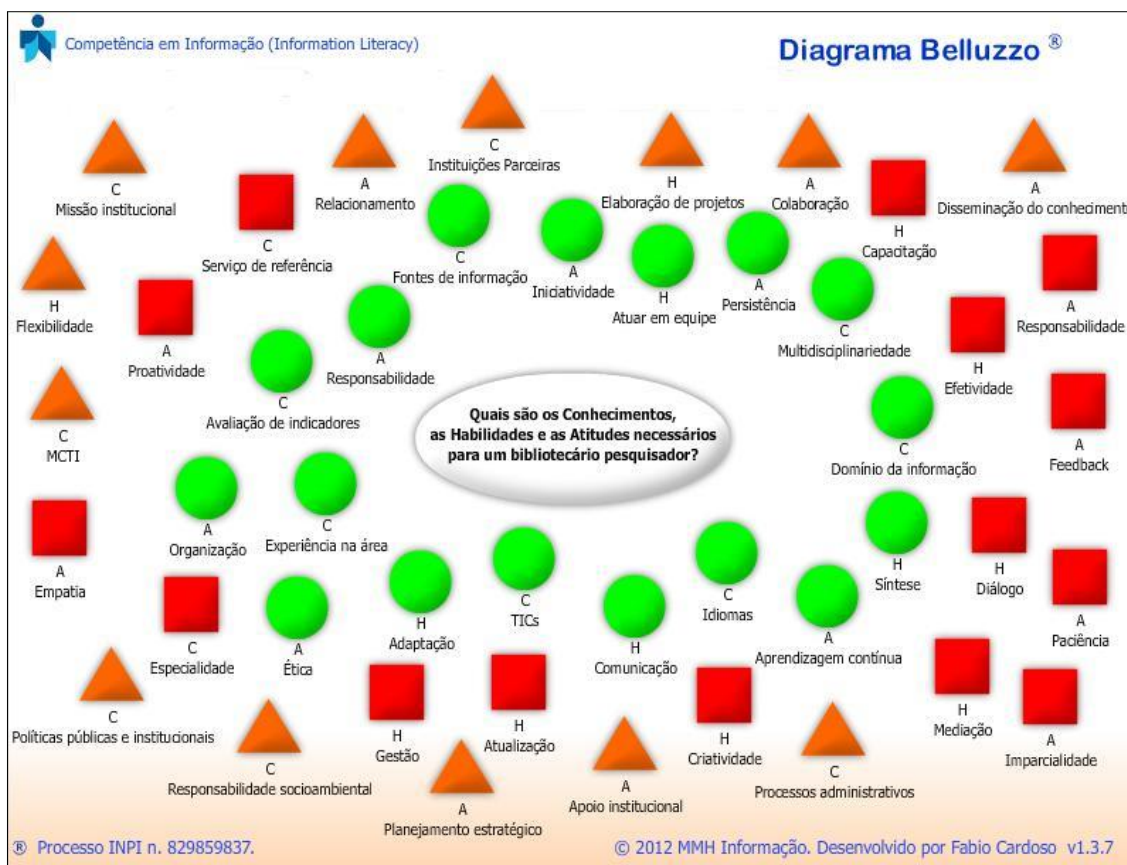 Competência em Informação (Information Literacy)
Diagrama Belluzzo ®
C
Instituições Parceiras
C
Missão institucional
A
Relacionamento
H
Elaboração de projetos
A
Colaboração
A
Disseminação do conhecimento
C
Serviço de referência
C
Fontes de informação
A
Iniciatividade
H
Atuar em equipe
A
Persistência
H
Capacitação
H
Flexibilidade
A
Proatividade
A
Responsabilidade
C
Multidisciplinariedade
H
Efetividade
A
Responsabilidade
C
Avaliação de indicadores
C
MCTI
Quais são os Conhecimentos,
as Habilidades e as Atitudes necessários
para um bibliotecário pesquisador?
C
Domínio da informação
A
Feedback
A
Organização
C
Experiência na área
A
Empatia
C
Especialidade
A
Ética
H
Adaptação
C
TICs
H
Comunicação
C
Idiomas
A
Aprendizagem contínua
H
Síntese
H
Diálogo
A
Paciência
C
Políticas públicas e institucionais
C
Responsabilidade socioambiental
H
Gestão
H
Atualização
A
Planejamento estratégico
A
Apoio institucional
H
Criatividade
C
Processos administrativos
H
Mediação
A
Imparcialidade
® Processo INPI n. 829859837.
© 2012 MMH Informação. Desenvolvido por Fabio Cardoso v1.3.7